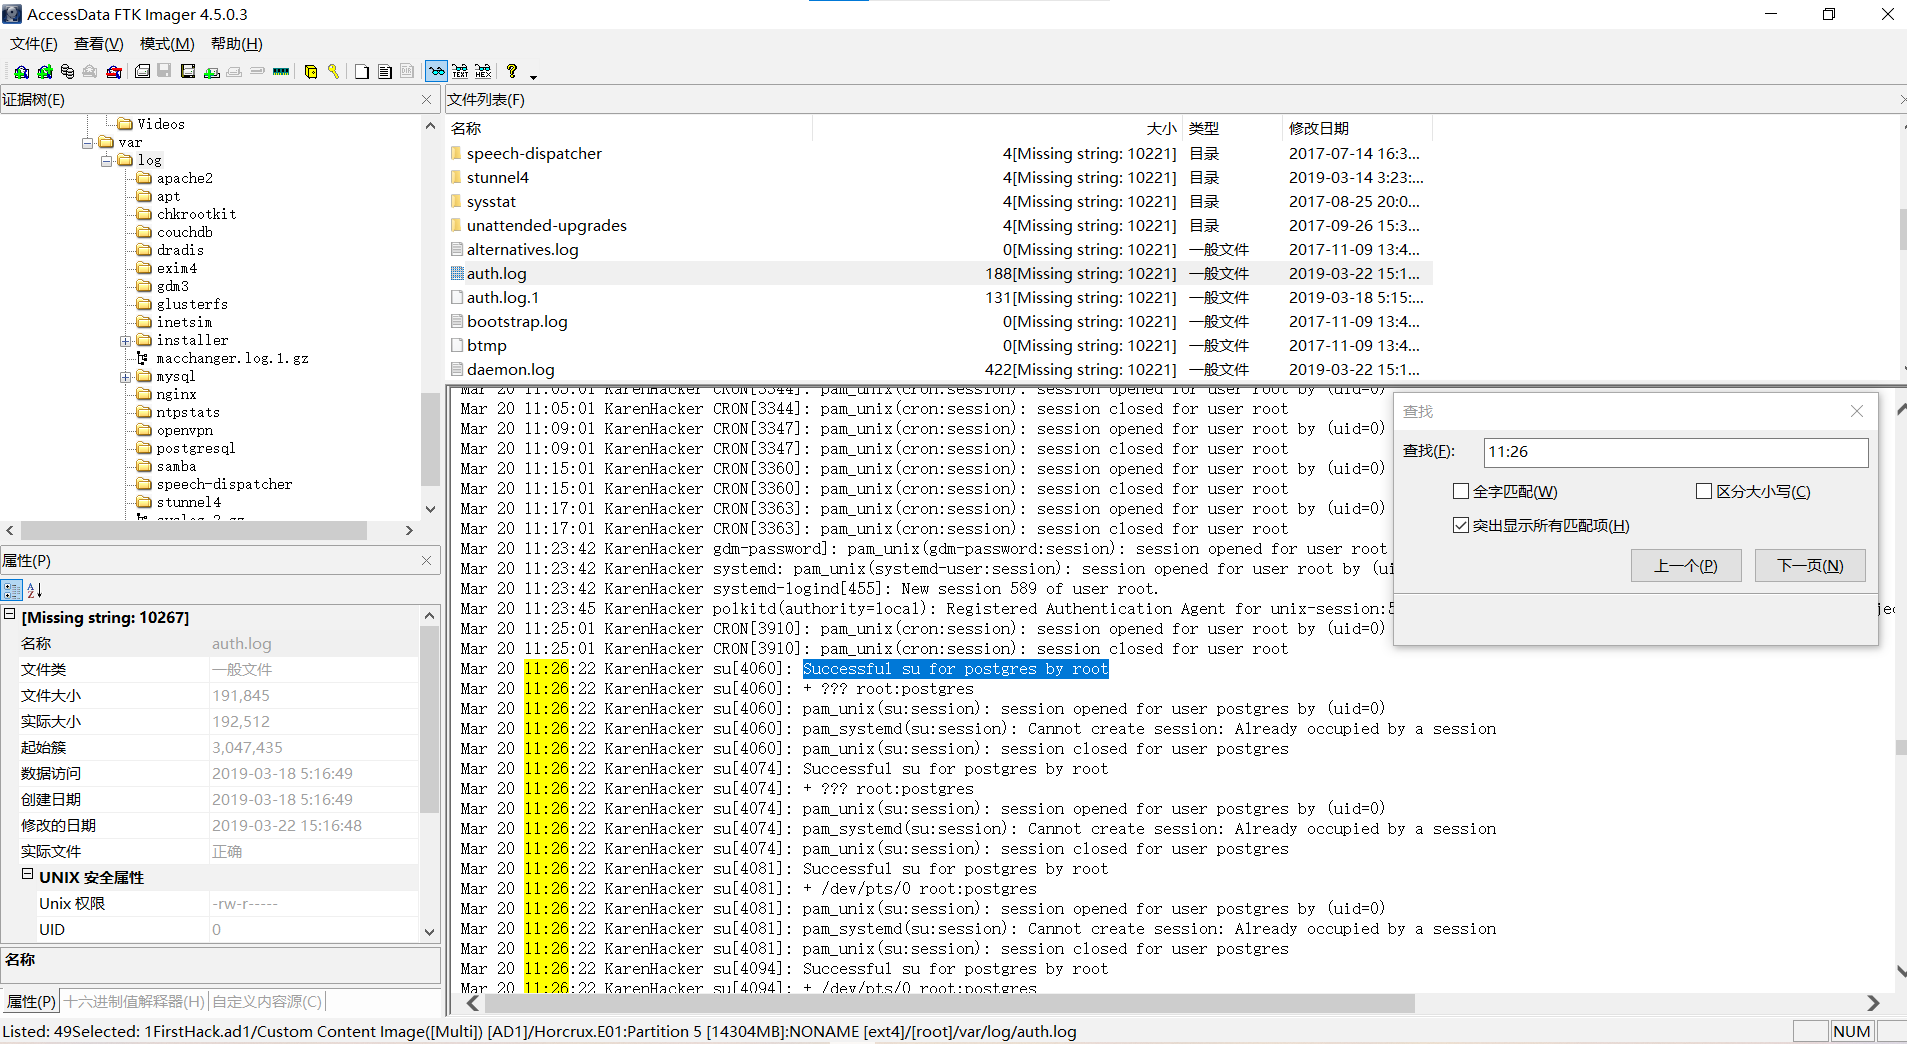 AccessData FTK Imager 4.5.0.3
文件(F) 查看(V) 模式(M) 帮助(H)
证据树(E)
Videos
var
log
apache2
apt
chkrootkit
couchdb
dradis
exim4
gdm3
glusterfs
inetsim
installer
macchanger.log.1.gz
mysql
nginx
ntpstats
openvpn
postgresql
samba
speech-dispatcher
stunnel4
属性(P)
[Missing string: 10267]
名称 auth.log
文件类 一般文件
文件大小 191,845
实际大小 192,512
起始簇 3,047,435
数据访问 2019-03-18 5:16:49
创建日期 2019-03-18 5:16:49
修改的日期 2019-03-22 15:16:48
实际文件 正确
UNIX 安全属性
Unix 权限 -rw-r-----
UID 0
名称
属性(P) 十六进制值解释器(H) 自定义内容源(C)
文件列表(F)
名称 大小 类型 修改日期
speech-dispatcher 4[Missing string: 10221] 目录 2017-07-14 16:3...
stunnel4 4[Missing string: 10221] 目录 2019-03-14 3:23:...
sysstat 4[Missing string: 10221] 目录 2017-08-25 20:0...
unattended-upgrades 4[Missing string: 10221] 目录 2017-09-26 15:3...
alternatives.log 0[Missing string: 10221] 一般文件 2017-11-09 13:4...
auth.log 188[Missing string: 10221] 一般文件 2019-03-22 15:1...
auth.log.1 131[Missing string: 10221] 一般文件 2019-03-18 5:15:...
bootstrap.log 0[Missing string: 10221] 一般文件 2017-11-09 13:4...
btmp 0[Missing string: 10221] 一般文件 2017-11-09 13:4...
daemon.log 422[Missing string: 10221] 一般文件 2019-03-22 15:1...
Mar 20 11:05:01 KarenHacker CRON[3344]: pam_unix(cron:session): session opened for user root by (uid=0)
Mar 20 11:05:01 KarenHacker CRON[3344]: pam_unix(cron:session): session closed for user root
Mar 20 11:09:01 KarenHacker CRON[3347]: pam_unix(cron:session): session opened for user root by (uid=0)
Mar 20 11:09:01 KarenHacker CRON[3347]: pam_unix(cron:session): session closed for user root
Mar 20 11:15:01 KarenHacker CRON[3360]: pam_unix(cron:session): session opened for user root by (uid=0)
Mar 20 11:15:01 KarenHacker CRON[3360]: pam_unix(cron:session): session closed for user root
Mar 20 11:17:01 KarenHacker CRON[3363]: pam_unix(cron:session): session opened for user root by (uid=0)
Mar 20 11:17:01 KarenHacker CRON[3363]: pam_unix(cron:session): session closed for user root
Mar 20 11:23:42 KarenHacker gdm-password]: pam_unix(gdm-password:session): session opened for user root
Mar 20 11:23:42 KarenHacker systemd: pam_unix(systemd-user:session): session opened for user root by (ui
Mar 20 11:23:42 KarenHacker systemd-logind[455]: New session 589 of user root.
Mar 20 11:23:45 KarenHacker polkitd(authority=local): Registered Authentication Agent for unix-session:5 jec
Mar 20 11:25:01 KarenHacker CRON[3910]: pam_unix(cron:session): session opened for user root by (uid=0)
Mar 20 11:25:01 KarenHacker CRON[3910]: pam_unix(cron:session): session closed for user root
Mar 20 11:26:22 KarenHacker su[4060]: Successful su for postgres by root
Mar 20 11:26:22 KarenHacker su[4060]: + ??? root:postgres
Mar 20 11:26:22 KarenHacker su[4060]: pam_unix(su:session): session opened for user postgres by (uid=0)
Mar 20 11:26:22 KarenHacker su[4060]: pam_systemd(su:session): Cannot create session: Already occupied by a session
Mar 20 11:26:22 KarenHacker su[4060]: pam_unix(su:session): session closed for user postgres
Mar 20 11:26:22 KarenHacker su[4074]: Successful su for postgres by root
Mar 20 11:26:22 KarenHacker su[4074]: + ??? root:postgres
Mar 20 11:26:22 KarenHacker su[4074]: pam_unix(su:session): session opened for user postgres by (uid=0)
Mar 20 11:26:22 KarenHacker su[4074]: pam_systemd(su:session): Cannot create session: Already occupied by a session
Mar 20 11:26:22 KarenHacker su[4074]: pam_unix(su:session): session closed for user postgres
Mar 20 11:26:22 KarenHacker su[4081]: Successful su for postgres by root
Mar 20 11:26:22 KarenHacker su[4081]: + /dev/pts/0 root:postgres
Mar 20 11:26:22 KarenHacker su[4081]: pam_unix(su:session): session opened for user postgres by (uid=0)
Mar 20 11:26:22 KarenHacker su[4081]: pam_systemd(su:session): Cannot create session: Already occupied by a session
Mar 20 11:26:22 KarenHacker su[4081]: pam_unix(su:session): session closed for user postgres
Mar 20 11:26:22 KarenHacker su[4094]: Successful su for postgres by root
Mar 20 11:26:22 KarenHacker su[4094]: + /dev/pts/0 root:postgres
查找
查找(F): 11:26
全字匹配(W) 区分大小写(C)
突出显示所有匹配项(H)
上一个(P) 下一页(N)
Listed: 49Selected: 1FirstHack.ad1/Custom Content Image([Multi]) [AD1]/Horcrux.E01:Partition 5 [14304MB]:NONAME [ext4]/[root]/var/log/auth.log
NUM